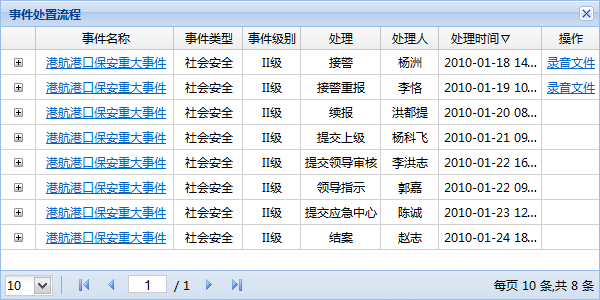 事件处置流程
事件名称 事件类型 事件级别 处理 处理人 处理时间▽ 操作
港航港口保安重大事件 社会安全 II级 接警 杨洲 2010-01-18 14... 录音文件
港航港口保安重大事件 社会安全 II级 接警重报 李恪 2010-01-19 10... 录音文件
港航港口保安重大事件 社会安全 II级 续报 洪都提 2010-01-20 08...
港航港口保安重大事件 社会安全 II级 提交上级 杨科飞 2010-01-21 09...
港航港口保安重大事件 社会安全 II级 提交领导审核 李洪志 2010-01-22 16...
港航港口保安重大事件 社会安全 II级 领导指示 郭嘉 2010-01-22 09...
港航港口保安重大事件 社会安全 II级 提交应急中心 陈诚 2010-01-23 12...
港航港口保安重大事件 社会安全 II级 结案 赵志 2010-01-24 18...
10 1 / 1 每页 10 条,共 8 条